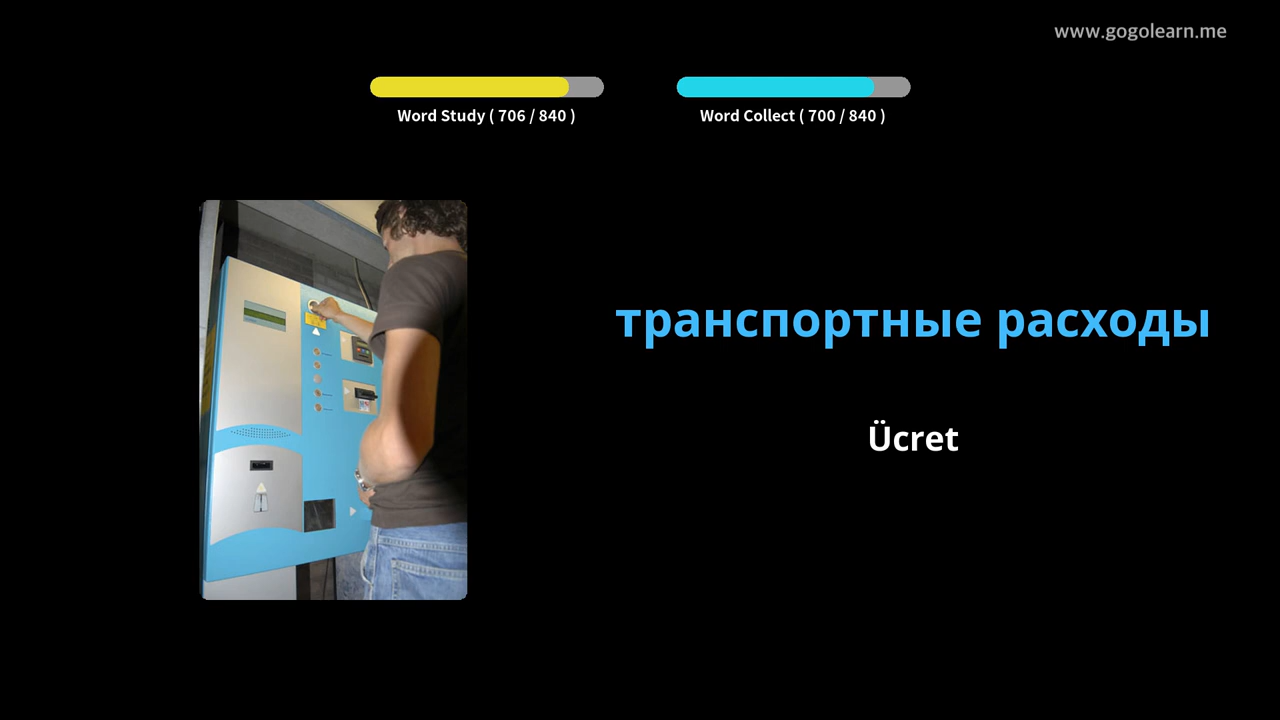 www.gogolearn.me
Word Study ( 706 / 840 )
Word Collect ( 700 / 840 )
транспортные расходы
Ücret